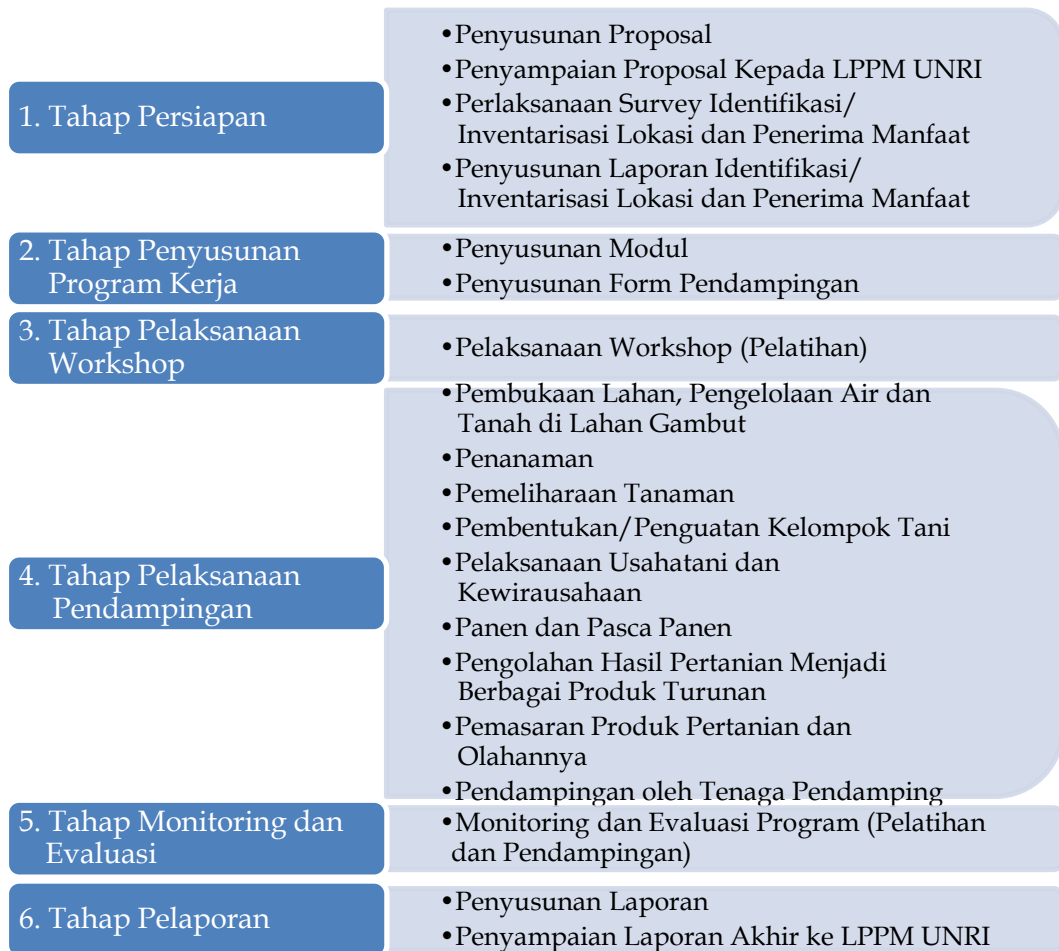 1. Tahap Persiapan
•Penyusunan Proposal
•Penyampaian Proposal Kepada LPPM UNRI
•Perlaksanaan Survey Identifikasi/
Inventarisasi Lokasi dan Penerima Manfaat
•Penyusunan Laporan Identifikasi/
Inventarisasi Lokasi dan Penerima Manfaat
2. Tahap Penyusunan
Program Kerja
•Penyusunan Modul
•Penyusunan Form Pendampingan
3. Tahap Pelaksanaan
Workshop
•Pelaksanaan Workshop (Pelatihan)
4. Tahap Pelaksanaan
Pendampingan
•Pembukaan Lahan, Pengelolaan Air dan
Tanah di Lahan Gambut
•Penanaman
•Pemeliharaan Tanaman
•Pembentukan/Penguatan Kelompok Tani
•Pelaksanaan Usahatani dan
Kewirausahaan
•Panen dan Pasca Panen
•Pengolahan Hasil Pertanian Menjadi
Berbagai Produk Turunan
•Pemasaran Produk Pertanian dan
Olahannya
•Pendampingan oleh Tenaga Pendamping
5. Tahap Monitoring dan
Evaluasi
•Monitoring dan Evaluasi Program (Pelatihan
dan Pendampingan)
6. Tahap Pelaporan
•Penyusunan Laporan
•Penyampaian Laporan Akhir ke LPPM UNRI